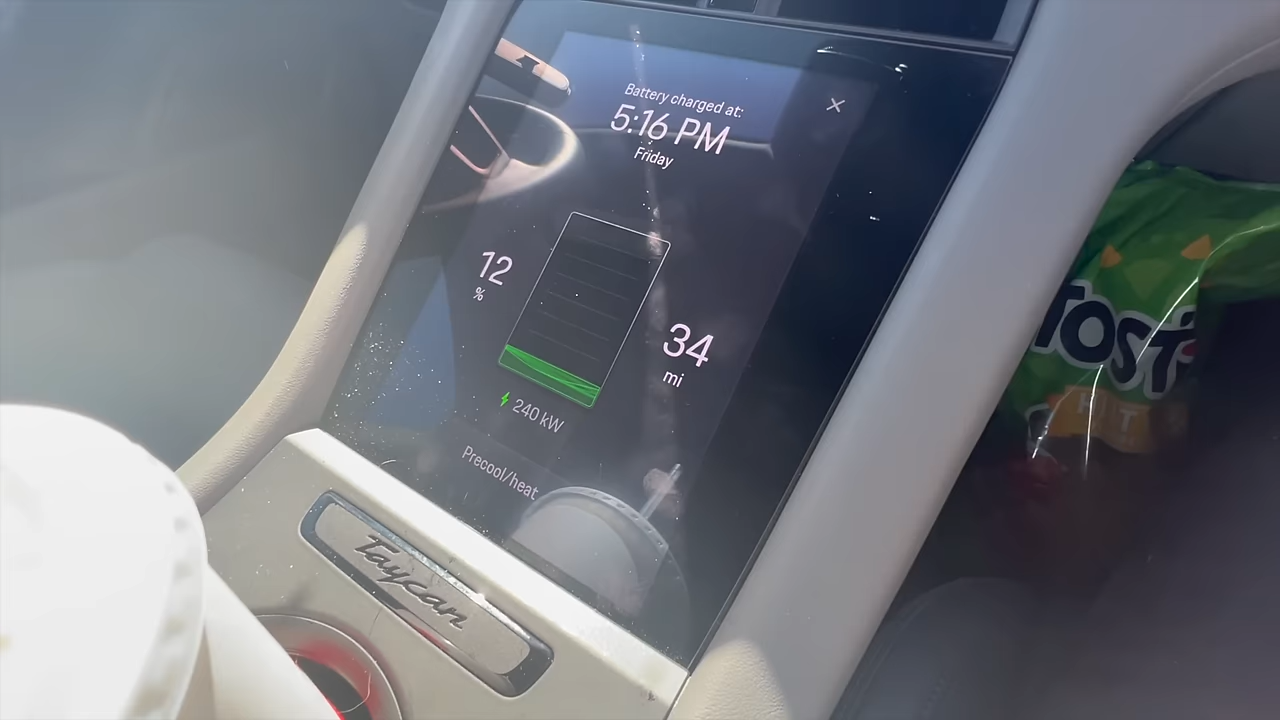 Battery charged at:
5:16 PM
Friday
12
%
34
mi
240 kW
Precool/heat
Taycan
TOSTI